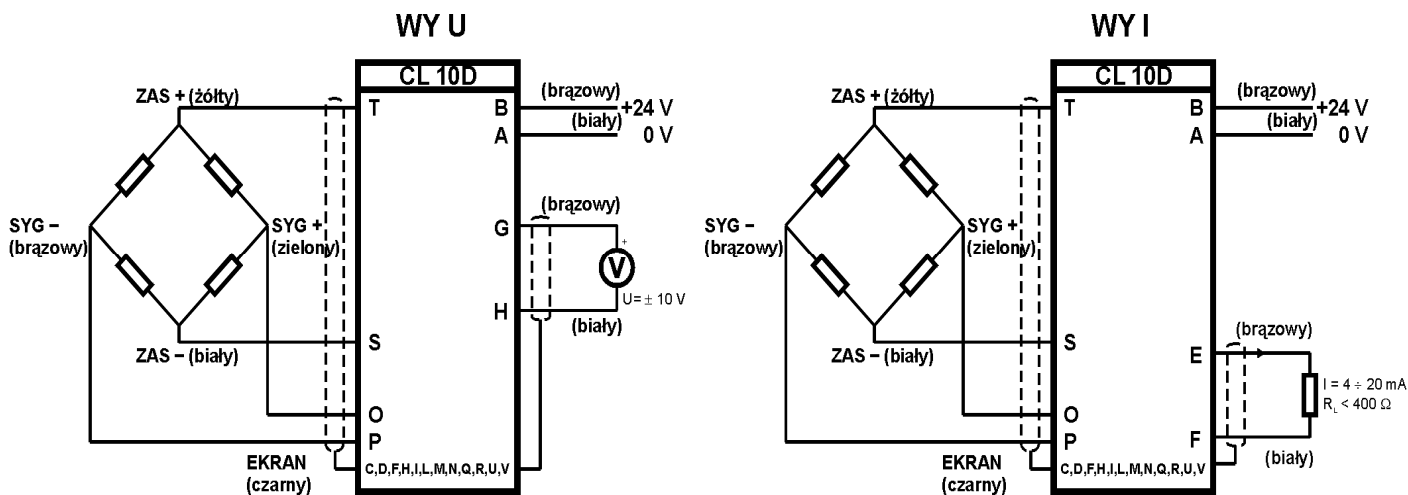 WY U
CL 10D
ZAS + (żółty)
T
B
(brązowy)
+24 V
A
(biały)
0 V
SYG –
(brązowy)
SYG +
(zielony)
G
(brązowy)
+
V
U= ± 10 V
H
(biały)
ZAS – (biały)
S
O
P
EKRAN
(czarny)
C,D,F,H,I,L,M,N,Q,R,U,V
WY I
CL 10D
ZAS + (żółty)
T
B
(brązowy)
+24 V
A
(biały)
0 V
SYG –
(brązowy)
SYG +
(zielony)
ZAS – (biały)
S
E
(brązowy)
I = 4 ÷ 20 mA
RL < 400 Ω
O
P
F
(biały)
EKRAN
(czarny)
C,D,F,H,I,L,M,N,Q,R,U,V